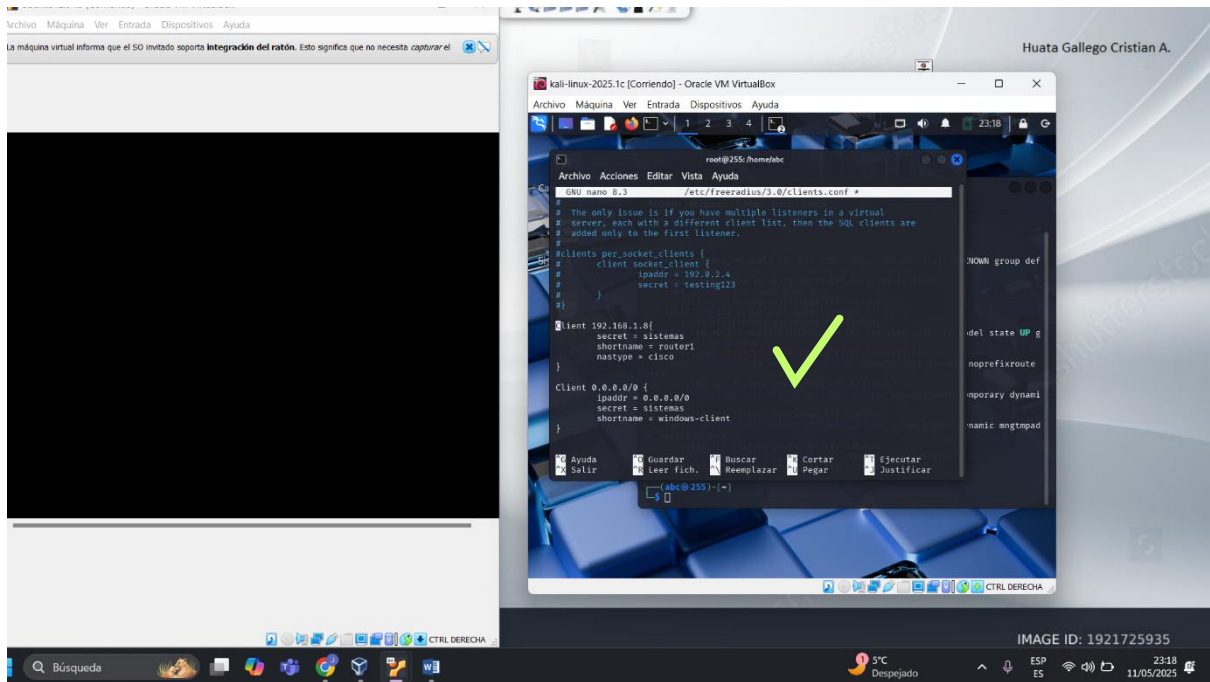 Archivo Máquina Ver Entrada Dispositivos Ayuda
La máquina virtual informa que el SO invitado soporta integración del ratón. Esto significa que no necesita capturar el
Huata Gallego Cristian A.
kali-linux-2025.1c [Corriendo] - Oracle VM VirtualBox
Archivo Máquina Ver Entrada Dispositivos Ayuda
1 2 3 4
23:18
root@255: /home/abc
Archivo Acciones Editar Vista Ayuda
GNU nano 8.3 /etc/freeradius/3.0/clients.conf *
#
# The only issue is if you have multiple listeners in a virtual
# server, each with a different client list, then the SQL clients are
# added only to the first listener.
#
#clients per_socket_clients {
# client socket_client {
# ipaddr = 192.0.2.4
# secret = testing123
# }
#}
Client 192.168.1.8{
secret = sistemas
shortname = router1
nastype = cisco
}
Client 0.0.0.0/0 {
ipaddr = 0.0.0.0/0
secret = sistemas
shortname = windows-client
}
^G Ayuda ^O Guardar ^F Buscar ^K Cortar ^T Ejecutar
^X Salir ^R Leer fich. ^\ Reemplazar ^U Pegar ^J Justificar
group def
state UP g
noprefixroute
dynami
namic mngtmpad
(abc㉿255)-[~]
$
CTRL DERECHA
CTRL DERECHA
IMAGE ID: 1921725935
Búsqueda
1
5°C
Despejado
ESP
ES
23:18
11/05/2025